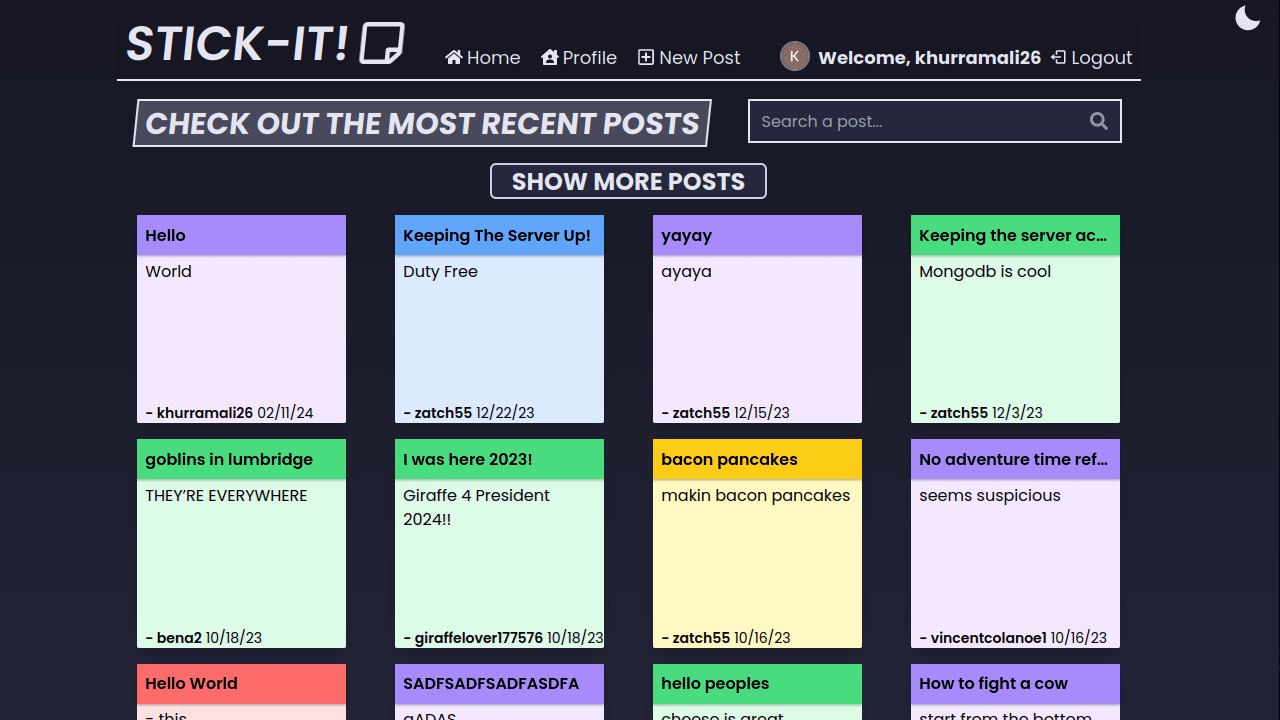 STICK-IT!
Home Profile New Post K Welcome, khurramali26 Logout
CHECK OUT THE MOST RECENT POSTS
Search a post...
SHOW MORE POSTS
Hello
World
- khurramali26 02/11/24
Keeping The Server Up!
Duty Free
- zatch55 12/22/23
yayay
ayaya
- zatch55 12/15/23
Keeping the server ac...
Mongodb is cool
- zatch55 12/3/23
goblins in lumbridge
THEY'RE EVERYWHERE
- bena2 10/18/23
I was here 2023!
Giraffe 4 President
2024!!
- giraffelover177576 10/18/23
bacon pancakes
makin bacon pancakes
- zatch55 10/16/23
No adventure time ref...
seems suspicious
- vincentcolanoe1 10/16/23
Hello World
- this
SADFSADFSADFASDFA
gADAS
hello peoples
cheese is great
How to fight a cow
start from the bottom